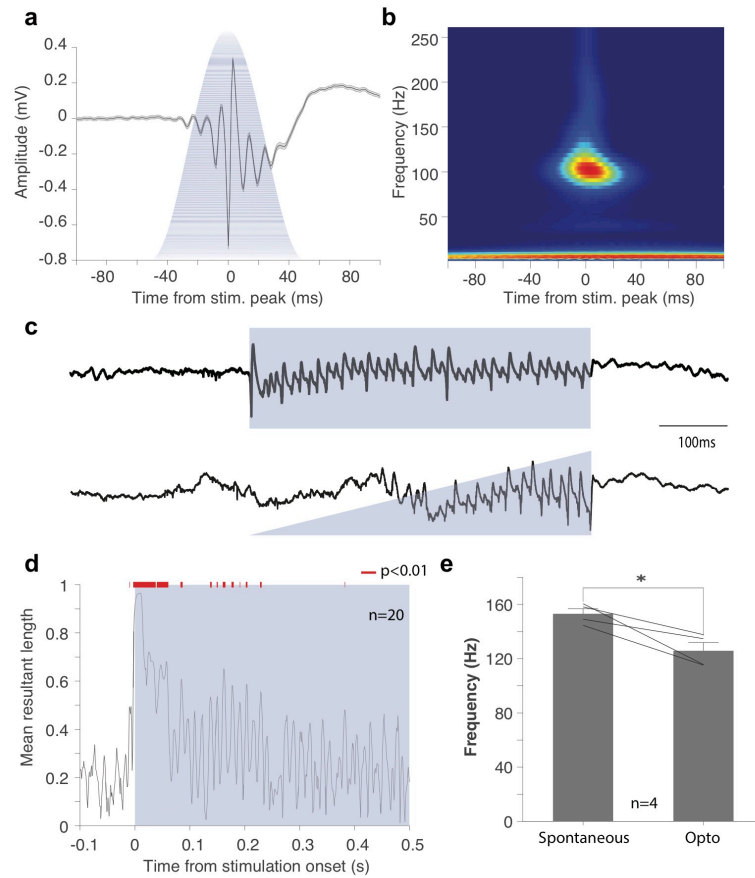 a
0.4
0.2
0
-0.2
-0.4
-0.6
-0.8
Amplitude (mV)
-80
-40
0
40
80
Time from stim. peak (ms)
b
250
200
150
100
50
Frequency (Hz)
-80
-40
0
40
80
Time from stim. peak (ms)
c
100ms
d
p<0.01
n=20
1
0.8
0.6
0.4
0.2
0
Mean resultant length
-0.1
0
0.1
0.2
0.3
0.4
0.5
Time from stimulation onset (s)
e
*
160
120
80
40
0
Frequency (Hz)
n=4
Spontaneous
Opto